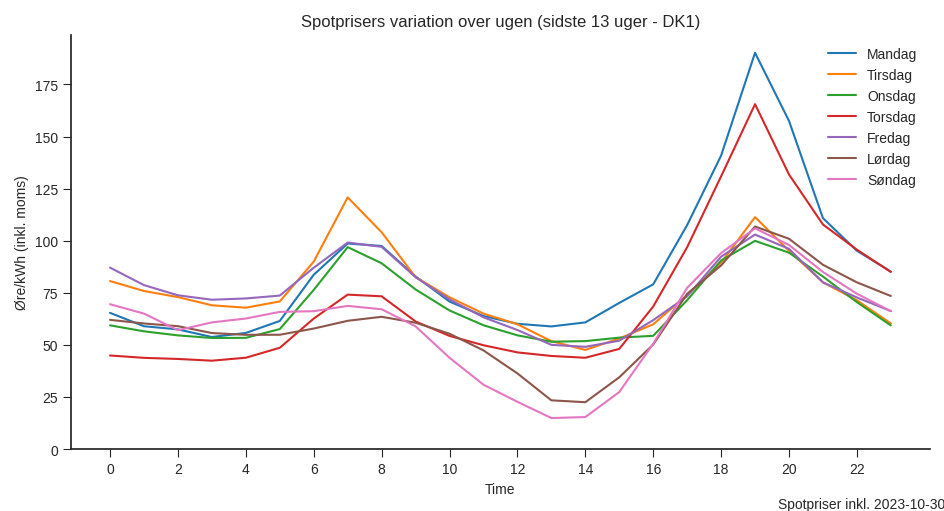 Spotprisers variation over ugen (sidste 13 uger - DK1)
Mandag
Tirsdag
Onsdag
Torsdag
Fredag
Lørdag
Søndag
Øre/kWh (inkl. moms)
175
150
125
100
75
50
25
0
0 2 4 6 8 10 12 14 16 18 20 22
Time
Spotpriser inkl. 2023-10-30